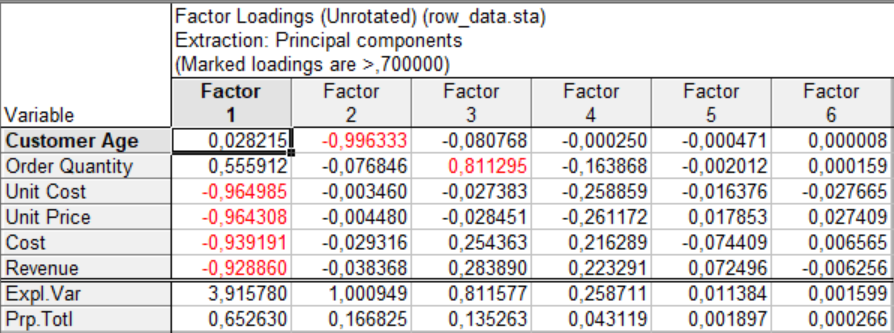 Factor Loadings (Unrotated) (row_data.sta)
Extraction: Principal components
(Marked loadings are >,700000)
Variable Factor 1 Factor 2 Factor 3 Factor 4 Factor 5 Factor 6
Customer Age 0,028215 -0,996333 -0,080768 -0,000250 -0,000471 0,000008
Order Quantity 0,555912 -0,076846 0,811295 -0,163868 -0,002012 0,000159
Unit Cost -0,964985 -0,003460 -0,027383 -0,258859 -0,016376 -0,027665
Unit Price -0,964308 -0,004480 -0,028451 -0,261172 0,017853 0,027409
Cost -0,939191 -0,029316 0,254363 0,216289 -0,074409 0,006565
Revenue -0,928860 -0,038368 0,283890 0,223291 0,072496 -0,006256
Expl.Var 3,915780 1,000949 0,811577 0,258711 0,011384 0,001599
Prp.Totl 0,652630 0,166825 0,135263 0,043119 0,001897 0,000266